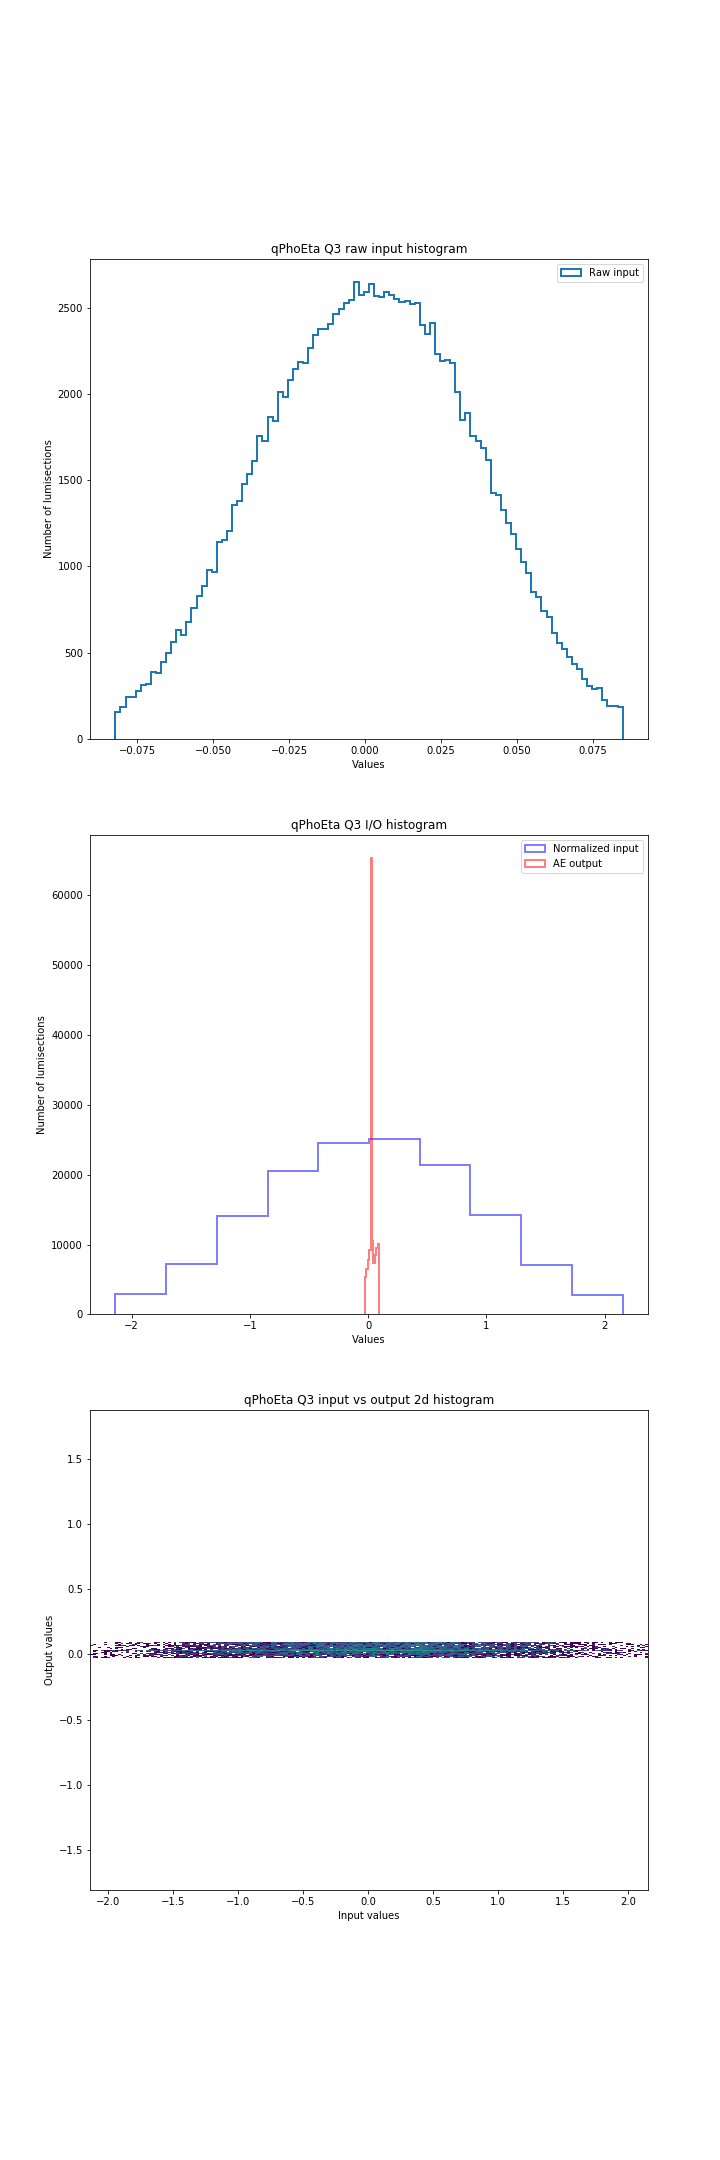 qPhoEta Q3 raw input histogram
Raw input
2500
2000
1500
1000
500
0
Number of lumisections
−0.075 −0.050 −0.025 0.000 0.025 0.050 0.075
Values
qPhoEta Q3 I/O histogram
Normalized input
AE output
60000
50000
40000
30000
20000
10000
0
Number of lumisections
−2 −1 0 1 2
Values
qPhoEta Q3 input vs output 2d histogram
1.5
1.0
0.5
0.0
−0.5
−1.0
−1.5
Output values
−2.0 −1.5 −1.0 −0.5 0.0 0.5 1.0 1.5 2.0
Input values